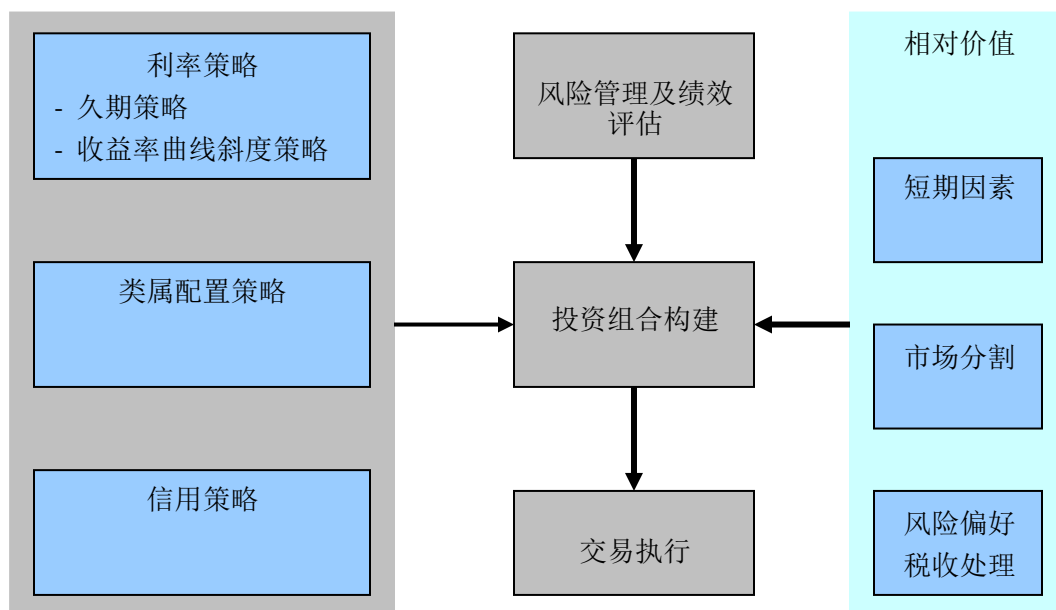 利率策略
- 久期策略
- 收益率曲线斜度策略
类属配置策略
信用策略
风险管理及绩效
评估
投资组合构建
交易执行
相对价值
短期因素
市场分割
风险偏好
税收处理